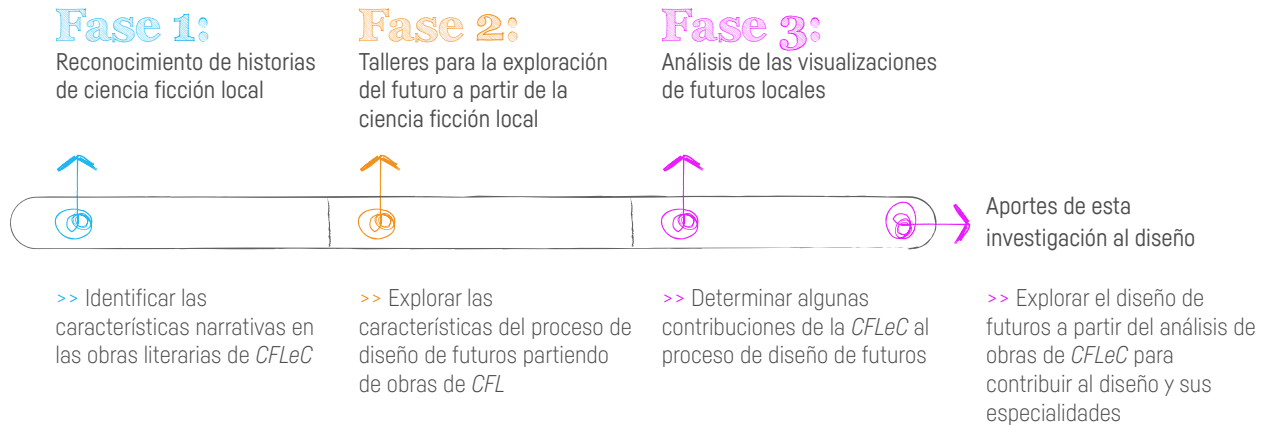 Fase 1:
Reconocimiento de historias
de ciencia ficción local
Fase 2:
Talleres para la exploración
del futuro a partir de la
ciencia ficción local
Fase 3:
Análisis de las visualizaciones
de futuros locales
Aportes de esta
investigación al diseño
>> Identificar las
características narrativas en
las obras literarias de CFLeC
>> Explorar las
características del proceso de
diseño de futuros partiendo
de obras de CFL
>> Determinar algunas
contribuciones de la CFLeC al
proceso de diseño de futuros
>> Explorar el diseño de
futuros a partir del análisis de
obras de CFLeC para
contribuir al diseño y sus
especialidades